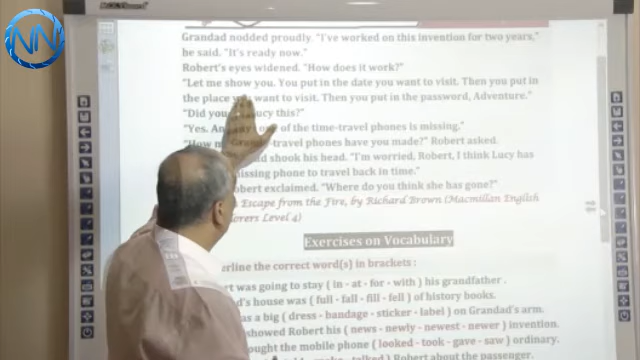 NN
Grandad nodded proudly. "I've worked on this invention for two years,"
he said. "It's ready now."
Robert's eyes widened. "How does it work?"
"Let me show you. You put in the date you want to visit. Then you put in
the place want to visit. Then you put in the password, Adventure."
"Did you Lucy this?"
"Yes. of the time-travel phones is missing."
"How -travel phones have you made?" Robert asked.
shook his head. "I'm worried, Robert, I think Lucy has
missing phone to travel back in time."
Robert exclaimed. "Where do you think she has gone?"
Escape from the Fire, by Richard Brown (Macmillan English
Level 4)
Exercises on Vocabulary
the correct word(s) in brackets :
was going to stay ( in - at - for - with ) his grandfather .
house was ( full - fall - fill - fell ) of history books.
a big ( dress - bandage - sticker - label ) on Grandad's arm.
showed Robert his ( news - newly - newest - newer ) invention.
the mobile phone ( looked - took - gave - saw ) ordinary.
Robert about the passenger.